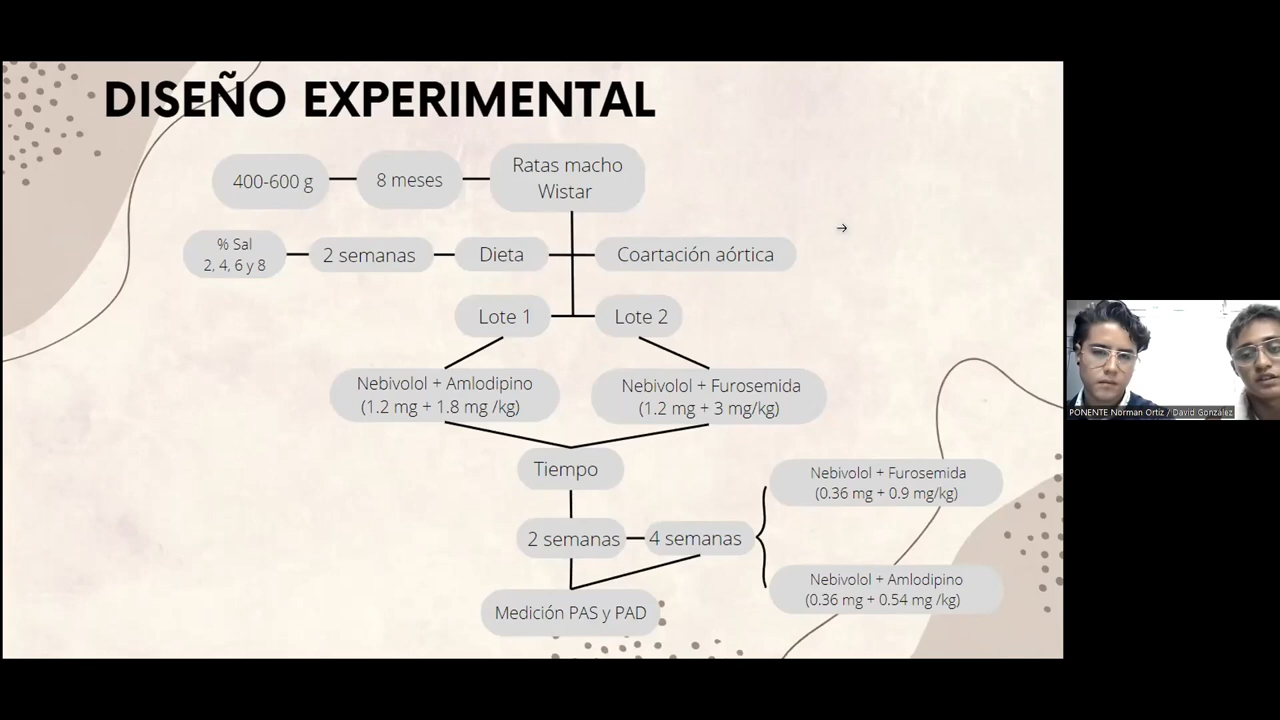 DISEÑO EXPERIMENTAL
400-600 g
8 meses
Ratas macho
Wistar
% Sal
2, 4, 6 y 8
2 semanas
Dieta
Coartación aórtica
Lote 1
Lote 2
Nebivolol + Amlodipino
(1.2 mg + 1.8 mg /kg)
Nebivolol + Furosemida
(1.2 mg + 3 mg/kg)
Tiempo
2 semanas
4 semanas
Nebivolol + Furosemida
(0.36 mg + 0.9 mg/kg)
Nebivolol + Amlodipino
(0.36 mg + 0.54 mg /kg)
Medición PAS y PAD
PONENTE Norman Ortiz / David González